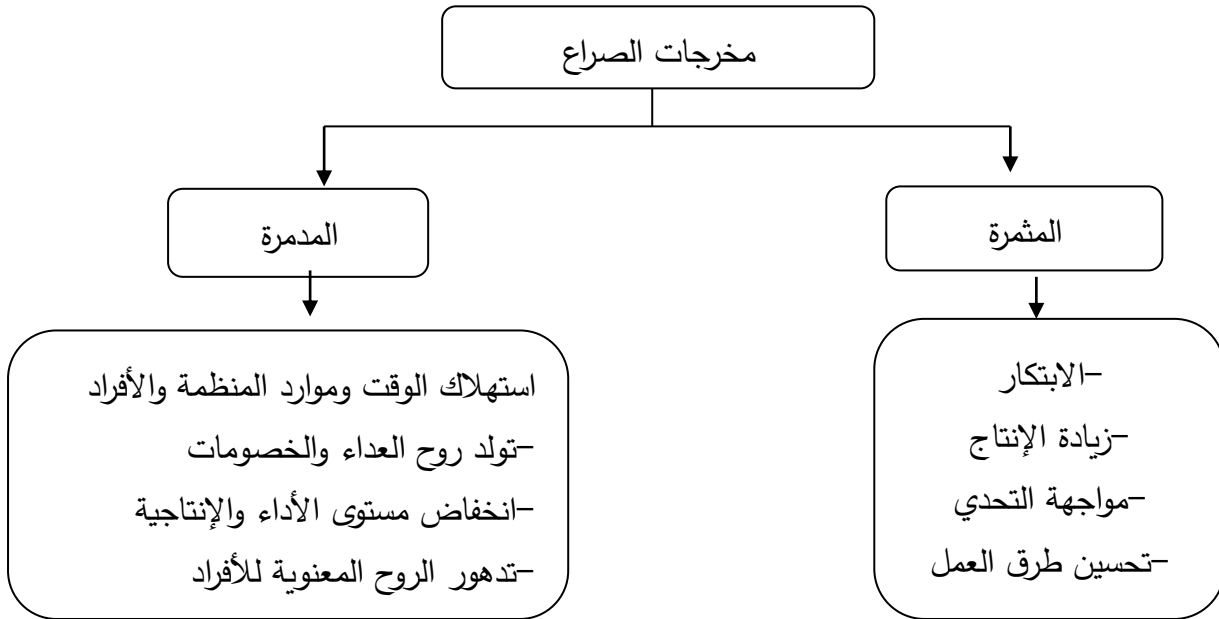 مخرجات الصراع
المثمرة
المدمرة
-الابتكار
-زيادة الإنتاج
-مواجهة التحدي
-تحسين طرق العمل
استهلاك الوقت وموارد المنظمة والأفراد
-تولد روح العداء والخصومات
-انخفاض مستوى الأداء والإنتاجية
-تدهور الروح المعنوية للأفراد